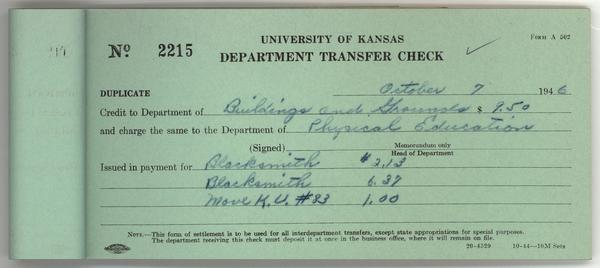 UNIVERSITY OF KANSAS
Form A 502
No 2215
DEPARTMENT TRANSFER CHECK
DUPLICATE
October 7 1946
Credit to Department of Buildings and Grounds $ 9.50
and charge the same to the Department of Physical Education
(Signed) Memorandum only
Head of Department
Issued in payment for Blacksmith #2.13
Blacksmith 6.37
Move K.U. #83 1.00
Note.—This form of settlement is to be used for all interdepartment transfers, except state appropriations for special purposes.
The department receiving this check must deposit it at once in the business office, where it will remain on file.
20-4529 10-44—10M Sets